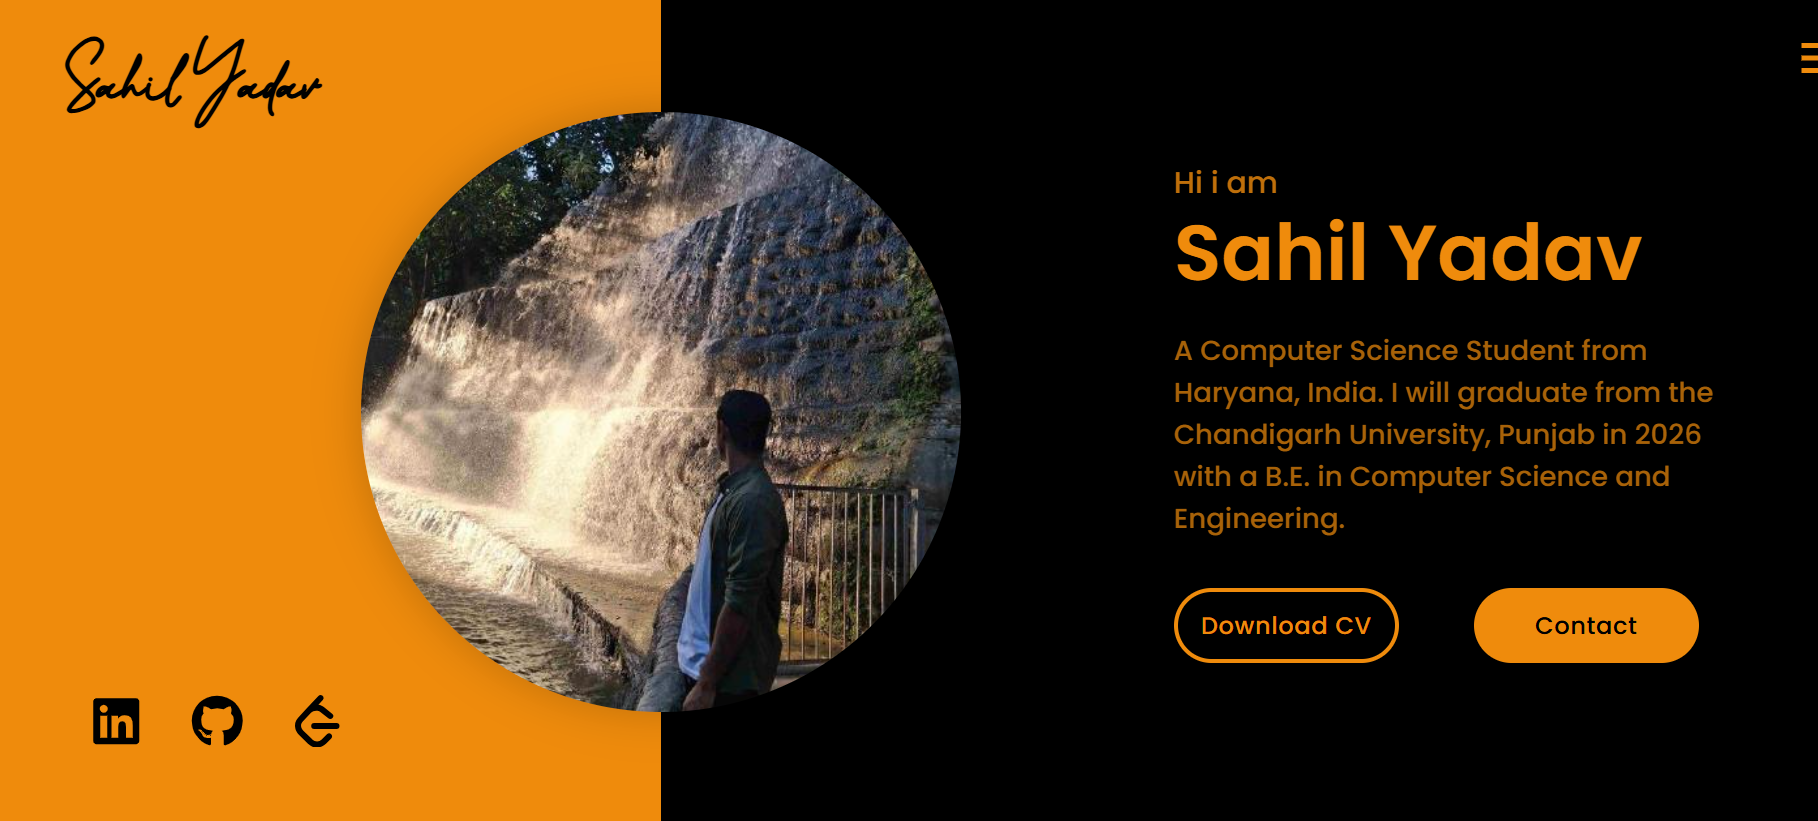 Sahil Yadav
Hi i am
Sahil Yadav
A Computer Science Student from
Haryana, India. I will graduate from the
Chandigarh University, Punjab in 2026
with a B.E. in Computer Science and
Engineering.
Download CV
Contact
in